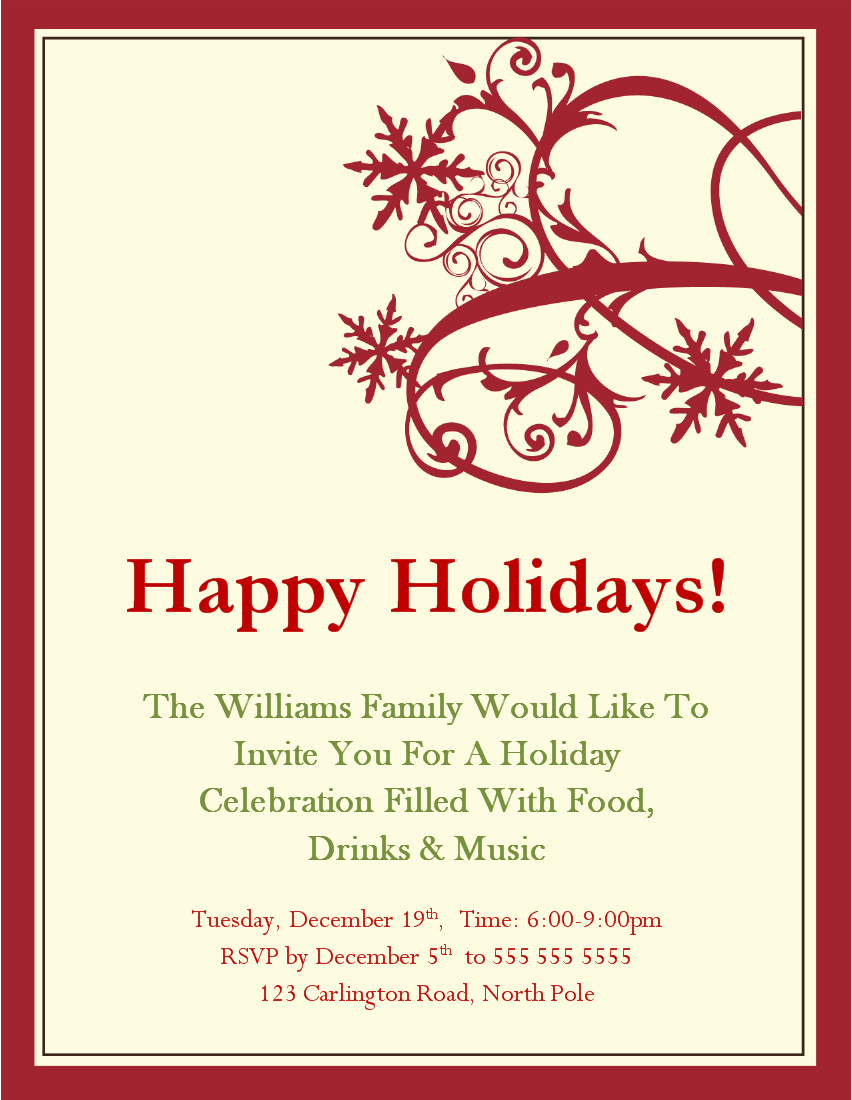 Happy Holidays!
The Williams Family Would Like To
Invite You For A Holiday
Celebration Filled With Food,
Drinks & Music
Tuesday, December 19th, Time: 6:00-9:00pm
RSVP by December 5th to 555 555 5555
123 Carlington Road, North Pole